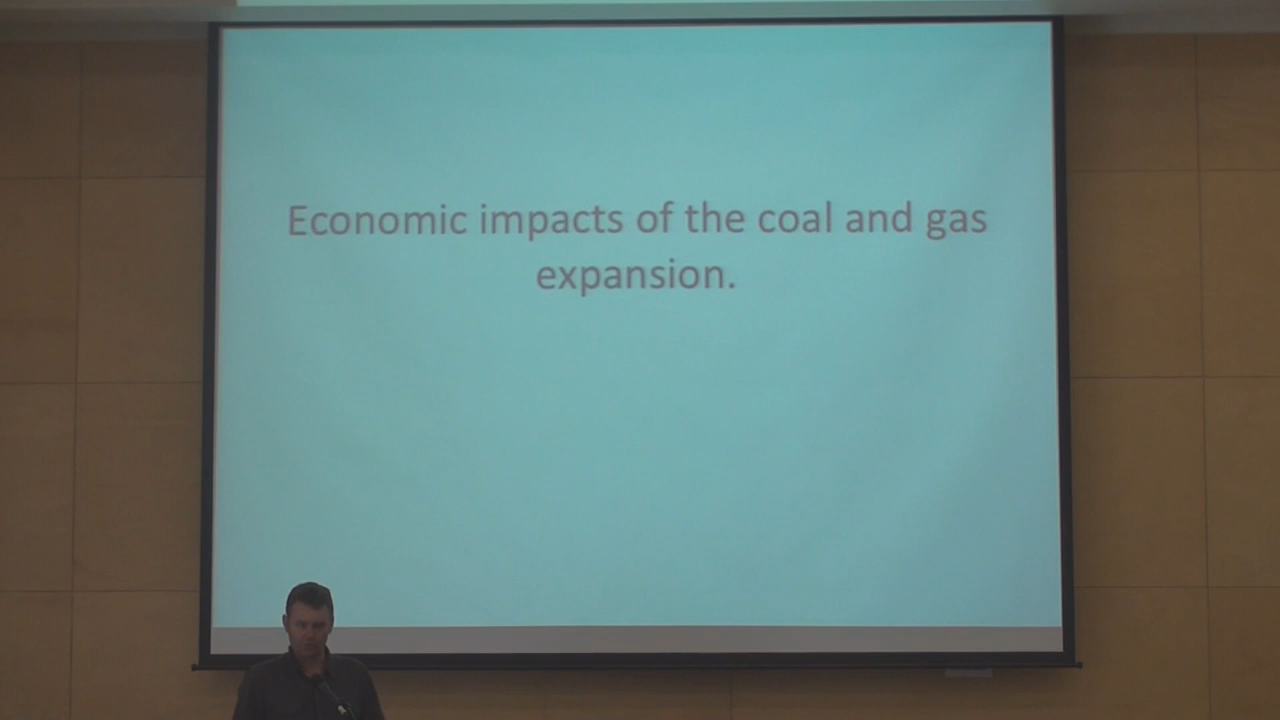 Economic impacts of the coal and gas
expansion.